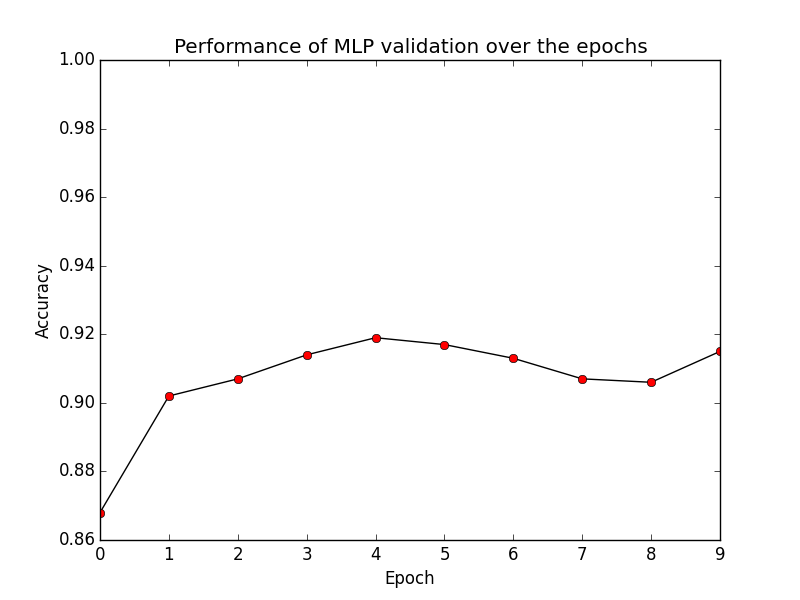 Performance of MLP validation over the epochs
1.00
0.98
0.96
0.94
0.92
0.90
0.88
0.86
Accuracy
0 1 2 3 4 5 6 7 8 9
Epoch